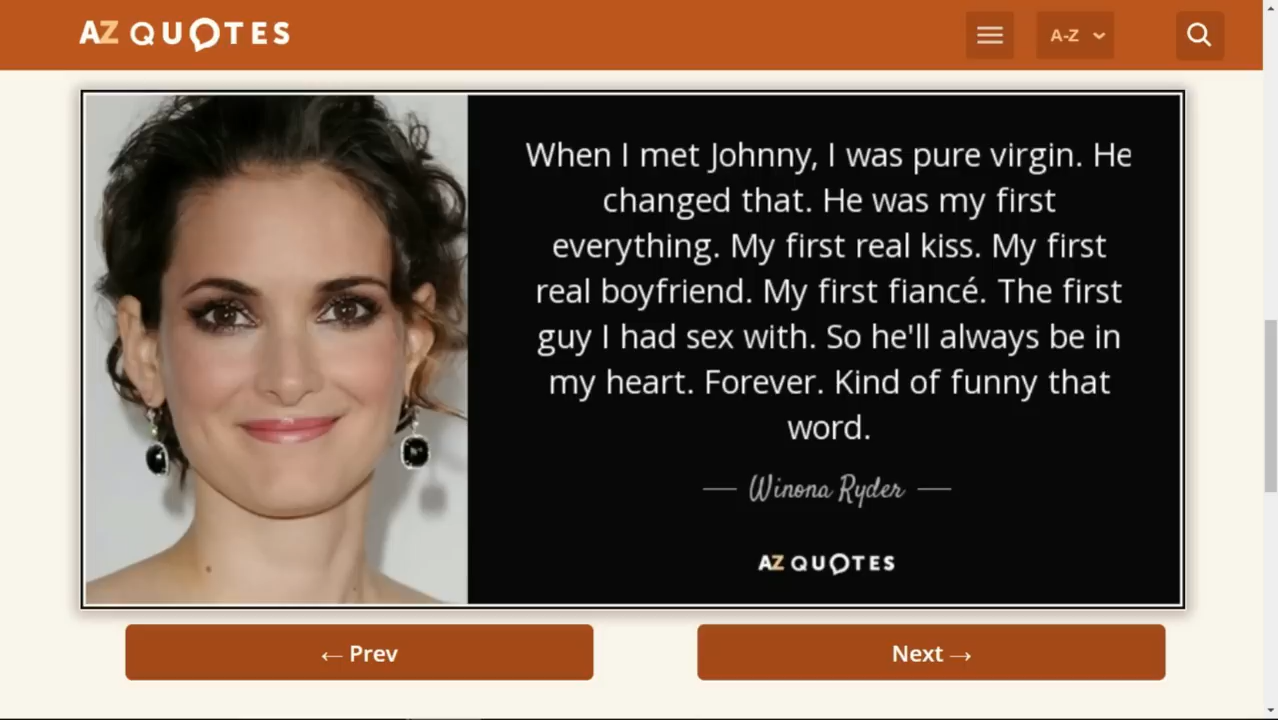 AZ QUOTES
A-Z
When I met Johnny, I was pure virgin. He
changed that. He was my first
everything. My first real kiss. My first
real boyfriend. My first fiancé. The first
guy I had sex with. So he'll always be in
my heart. Forever. Kind of funny that
word.
— Winona Ryder —
AZ QUOTES
← Prev
Next →